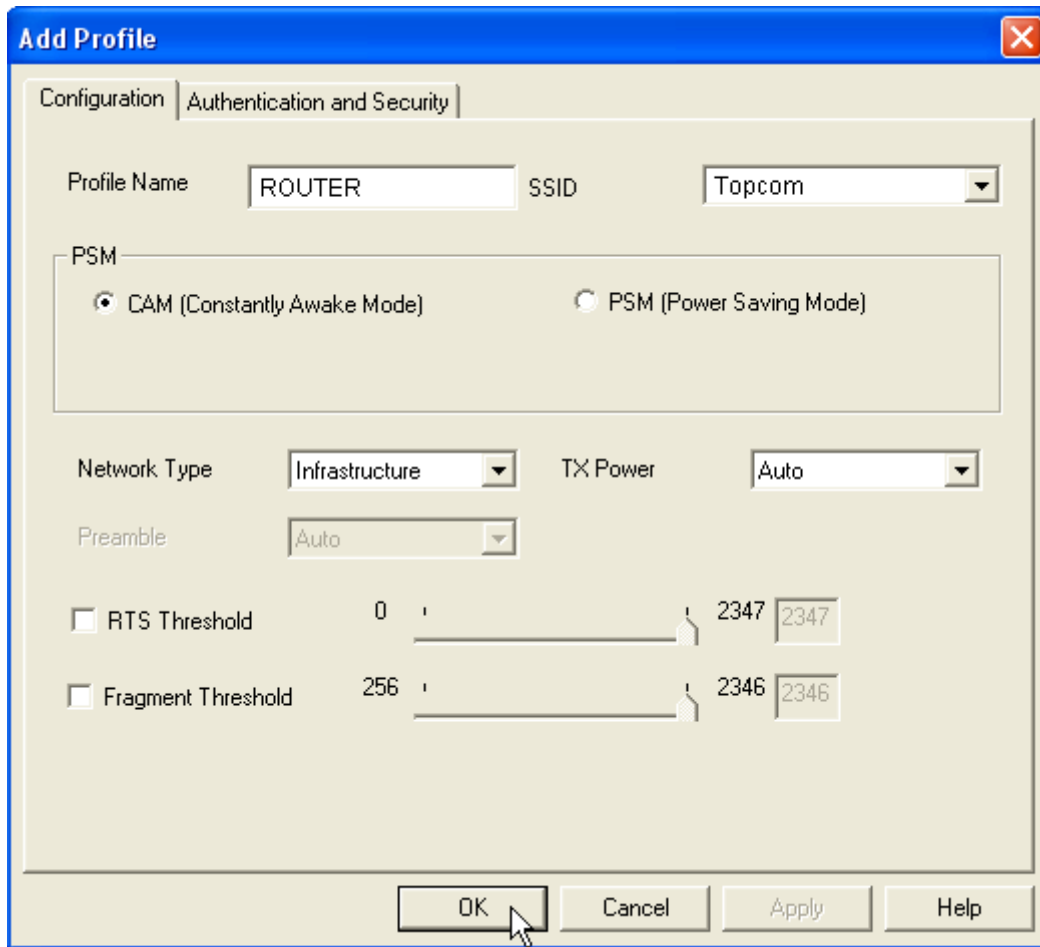 Add Profile
Configuration
Authentication and Security
Profile Name
ROUTER
SSID
Topcom
PSM
CAM (Constantly Awake Mode)
PSM (Power Saving Mode)
Network Type
Infrastructure
TX Power
Auto
Preamble
Auto
RTS Threshold
0
2347
2347
Fragment Threshold
256
2346
2346
OK
Cancel
Apply
Help